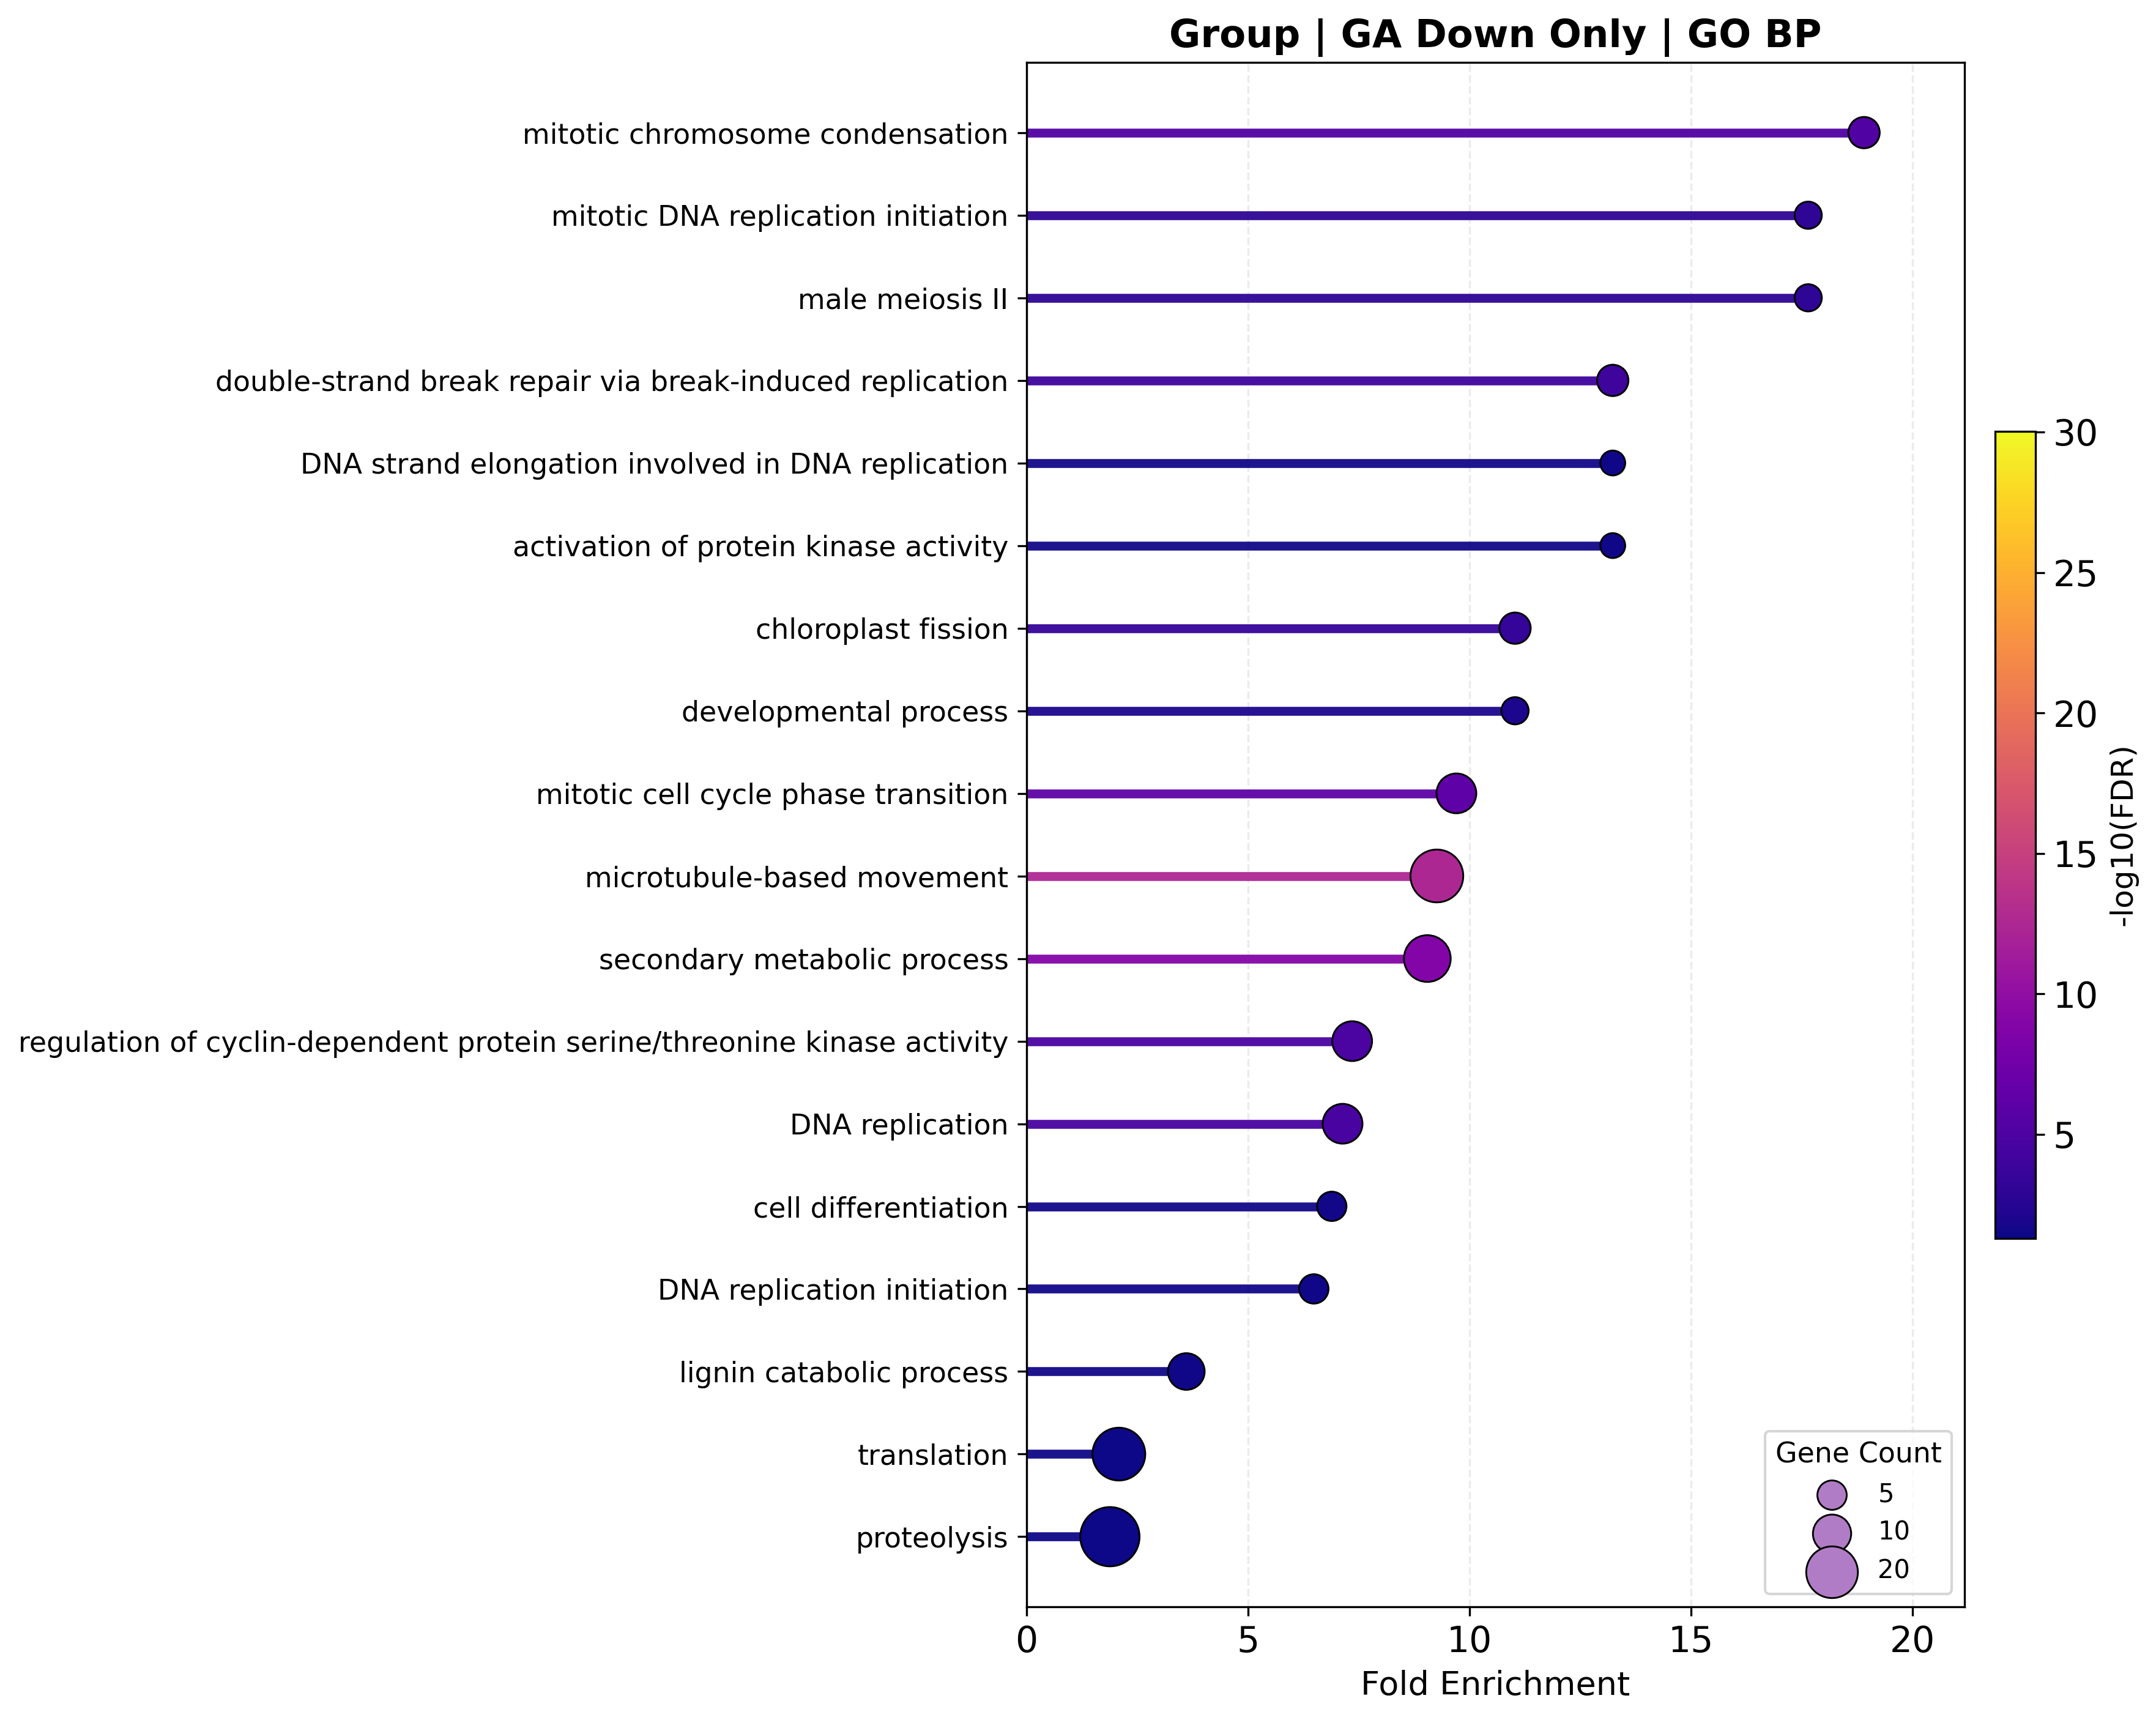 Group | GA Down Only | GO BP
mitotic chromosome condensation
mitotic DNA replication initiation
male meiosis II
double-strand break repair via break-induced replication
DNA strand elongation involved in DNA replication
activation of protein kinase activity
chloroplast fission
developmental process
mitotic cell cycle phase transition
microtubule-based movement
secondary metabolic process
regulation of cyclin-dependent protein serine/threonine kinase activity
DNA replication
cell differentiation
DNA replication initiation
lignin catabolic process
translation
proteolysis
0 5 10 15 20
Fold Enrichment
Gene Count
5
10
20
30
25
20
15
10
5
-log10(FDR)